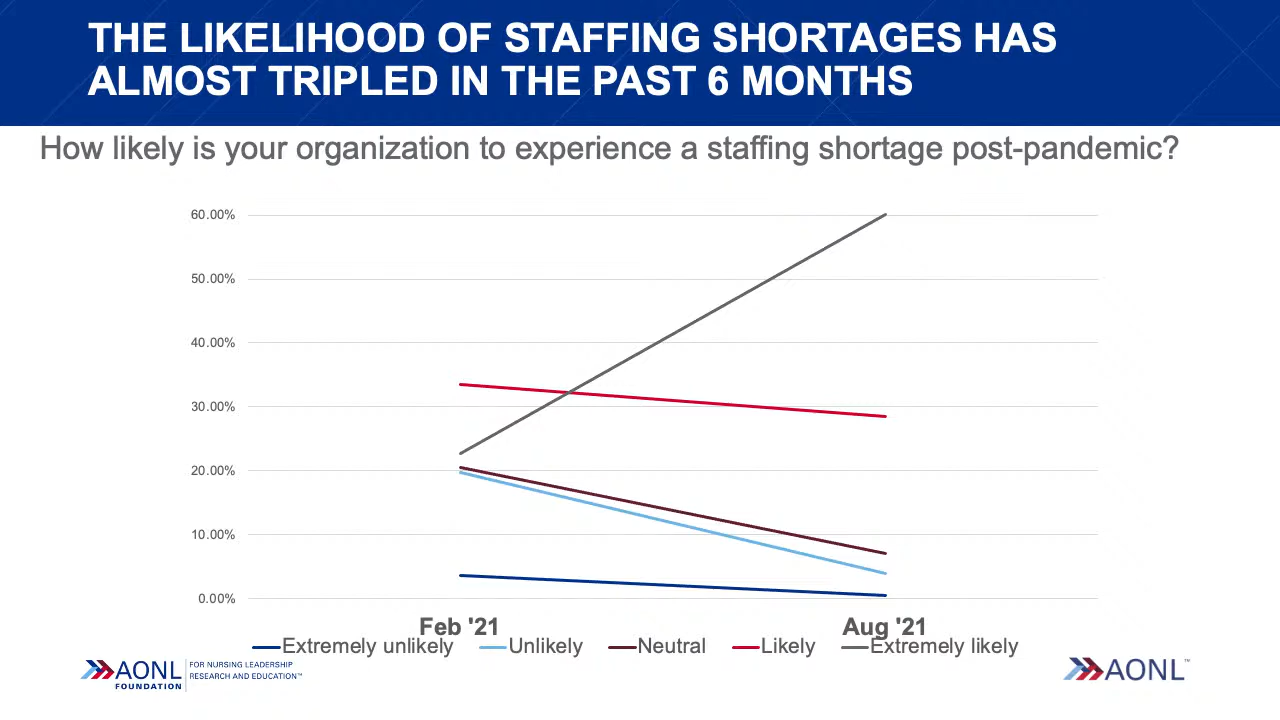 THE LIKELIHOOD OF STAFFING SHORTAGES HAS
ALMOST TRIPLED IN THE PAST 6 MONTHS
How likely is your organization to experience a staffing shortage post-pandemic?
60.00%
50.00%
40.00%
30.00%
20.00%
10.00%
0.00%
Feb '21 Aug '21
Extremely unlikely Unlikely Neutral Likely Extremely likely
AONL
FOUNDATION
FOR NURSING LEADERSHIP
RESEARCH AND EDUCATION™
AONL™